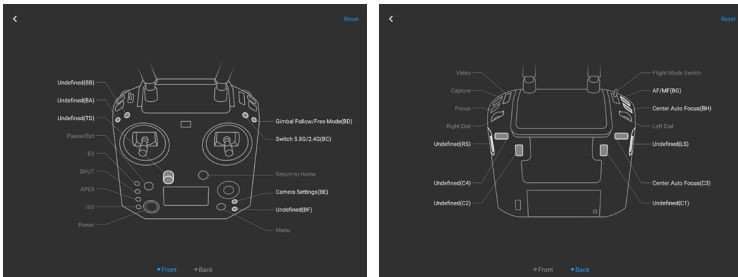 Reset
Undefined(BB)
Undefined(BA)
Undefined(TD)
Pause/Exit
EV
SHUT
APER
ISO
Power
Gimbal Follow/Free Mode(BD)
Switch 5.8G/2.4G(BC)
Return to Home
Camera Settings(BE)
Undefined(BF)
Menu
Front
Back
Reset
Video
Capture
Focus
Right Dial
Undefined(RS)
Undefined(C4)
Undefined(C2)
Flight Mode Switch
AF/MF(BG)
Center Auto Focus(BH)
Left Dial
Undefined(LS)
Center Auto Focus(C3)
Undefined(C1)
Front
Back